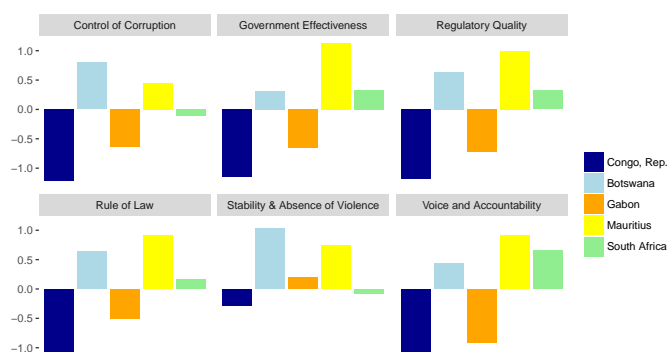 Control of Corruption
Government Effectiveness
Regulatory Quality
1.0
0.5
0.0
−0.5
−1.0
Rule of Law
Stability & Absence of Violence
Voice and Accountability
1.0
0.5
0.0
−0.5
−1.0
Congo, Rep.
Botswana
Gabon
Mauritius
South Africa